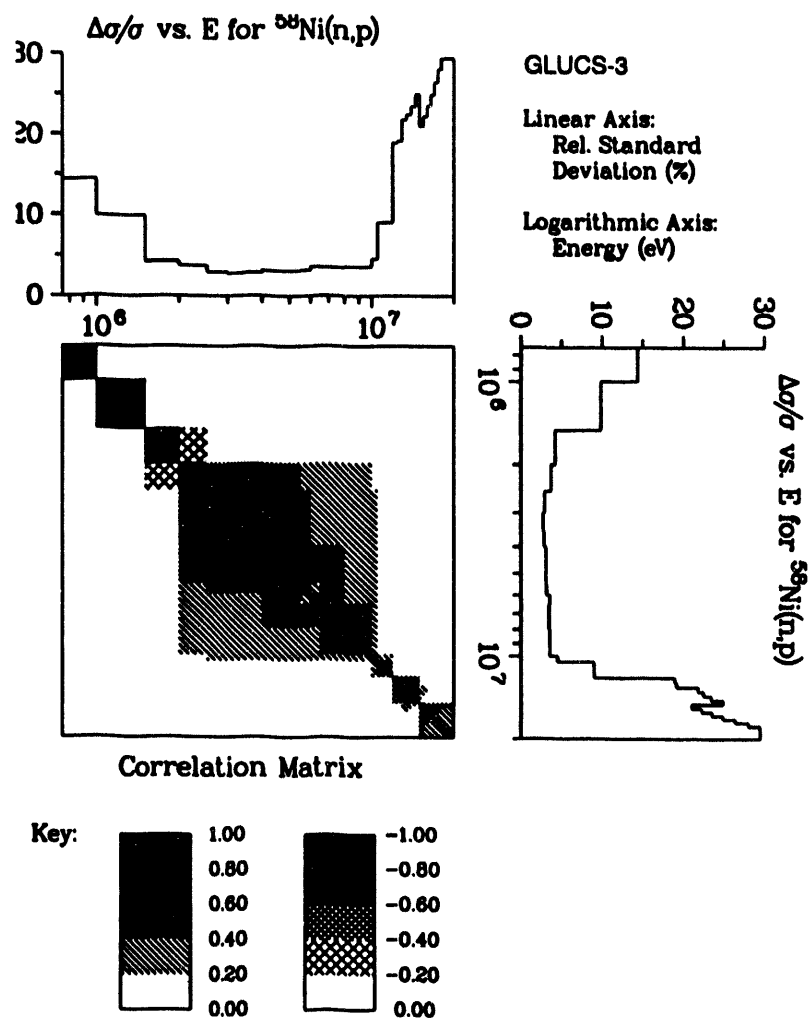 Δσ/σ vs. E for ⁵⁸Ni(n,p)
30
20
10
0
10⁶
10⁷
GLUCS-3
Linear Axis:
Rel. Standard
Deviation (%)
Logarithmic Axis:
Energy (eV)
0
10
20
30
10⁶
10⁷
Δσ/σ vs. E for ⁵⁸Ni(n,p)
Correlation Matrix
Key:
1.00
0.80
0.60
0.40
0.20
0.00
-1.00
-0.80
-0.60
-0.40
-0.20
0.00